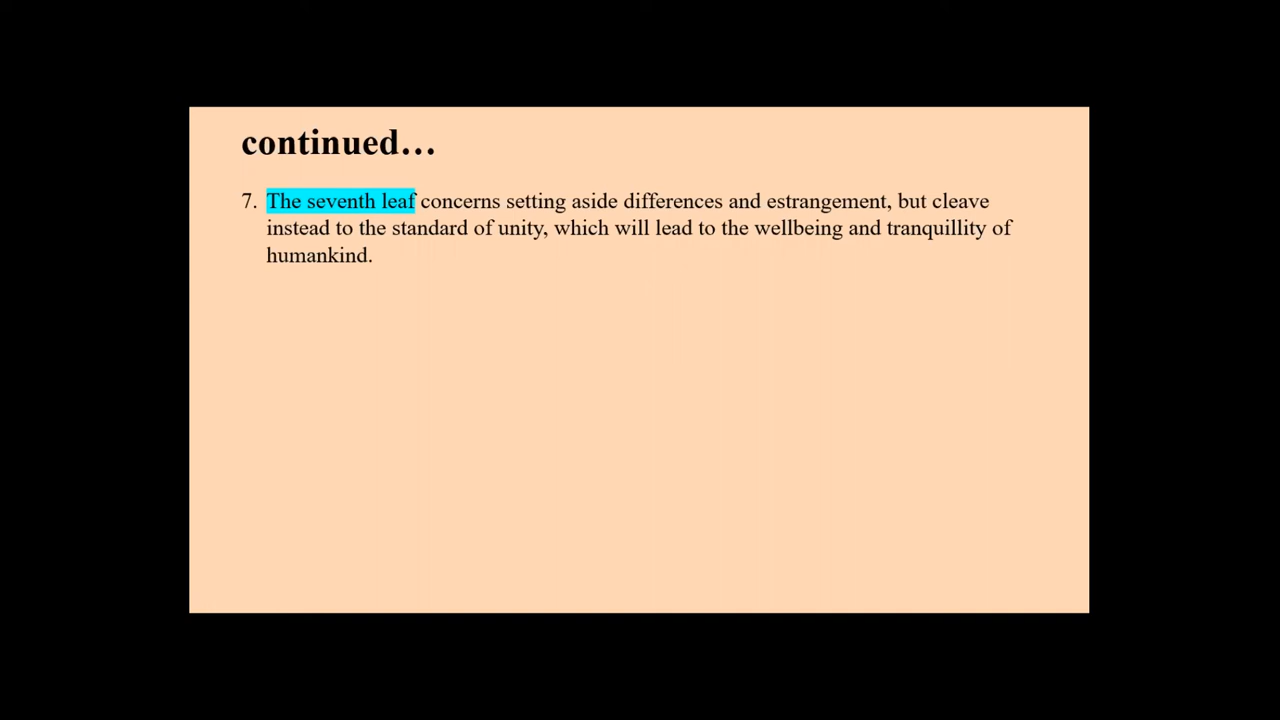 continued…
7. The seventh leaf concerns setting aside differences and estrangement, but cleave
instead to the standard of unity, which will lead to the wellbeing and tranquillity of
humankind.